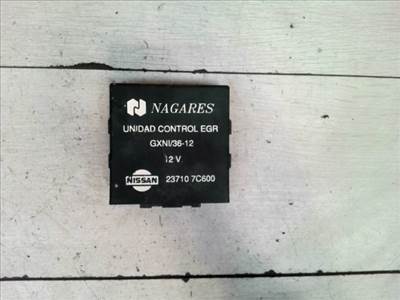 NAGARES
UNIDAD CONTROL EGR
GXNI/36-12
12 V
NISSAN 23710 7C600